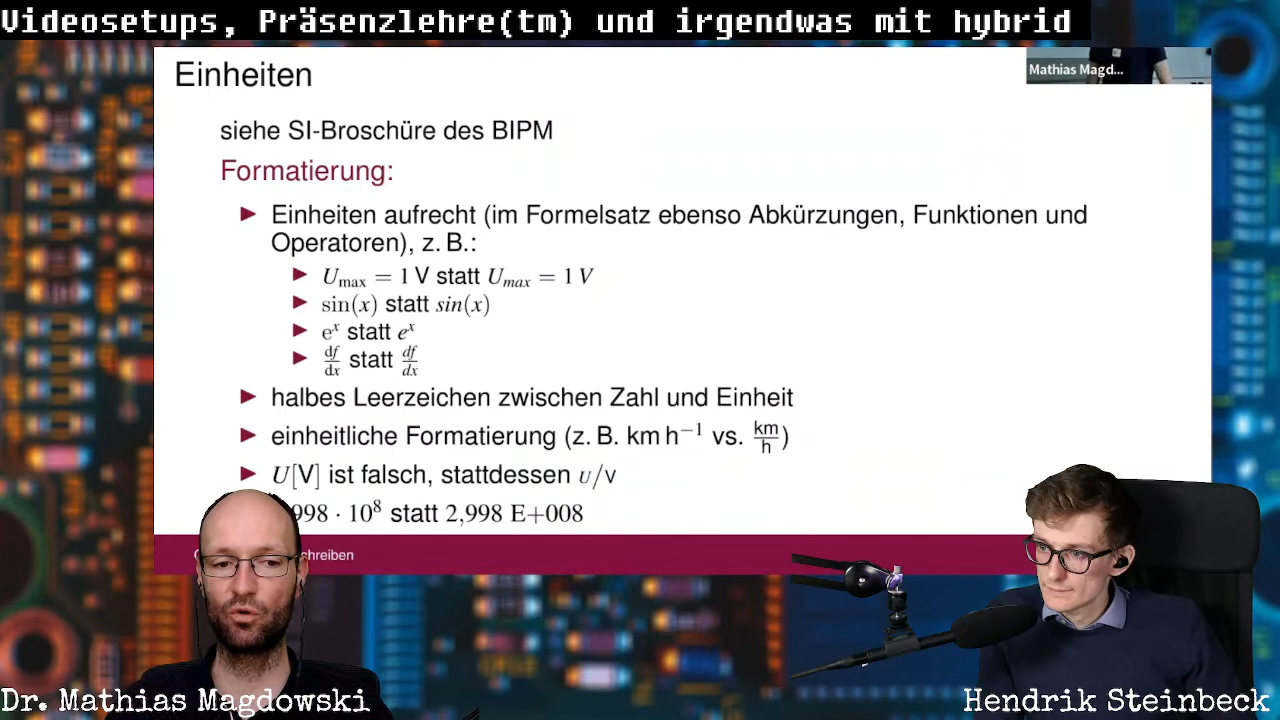 Videosetups, Präsenzlehre(tm) und irgendwas mit hybrid
Einheiten
Mathias Magd...
siehe SI-Broschüre des BIPM
Formatierung:
► Einheiten aufrecht (im Formelsatz ebenso Abkürzungen, Funktionen und
Operatoren), z. B.:
► U_max = 1 V statt U_max = 1 V
► sin(x) statt sin(x)
► e^x statt e^x
► df/dx statt df/dx
► halbes Leerzeichen zwischen Zahl und Einheit
► einheitliche Formatierung (z. B. km h⁻¹ vs. km/h)
► U[V] ist falsch, stattdessen U/V
998 · 10⁸ statt 2,998 E+008
chreiben
Dr. Mathias Magdowski
Hendrik Steinbeck